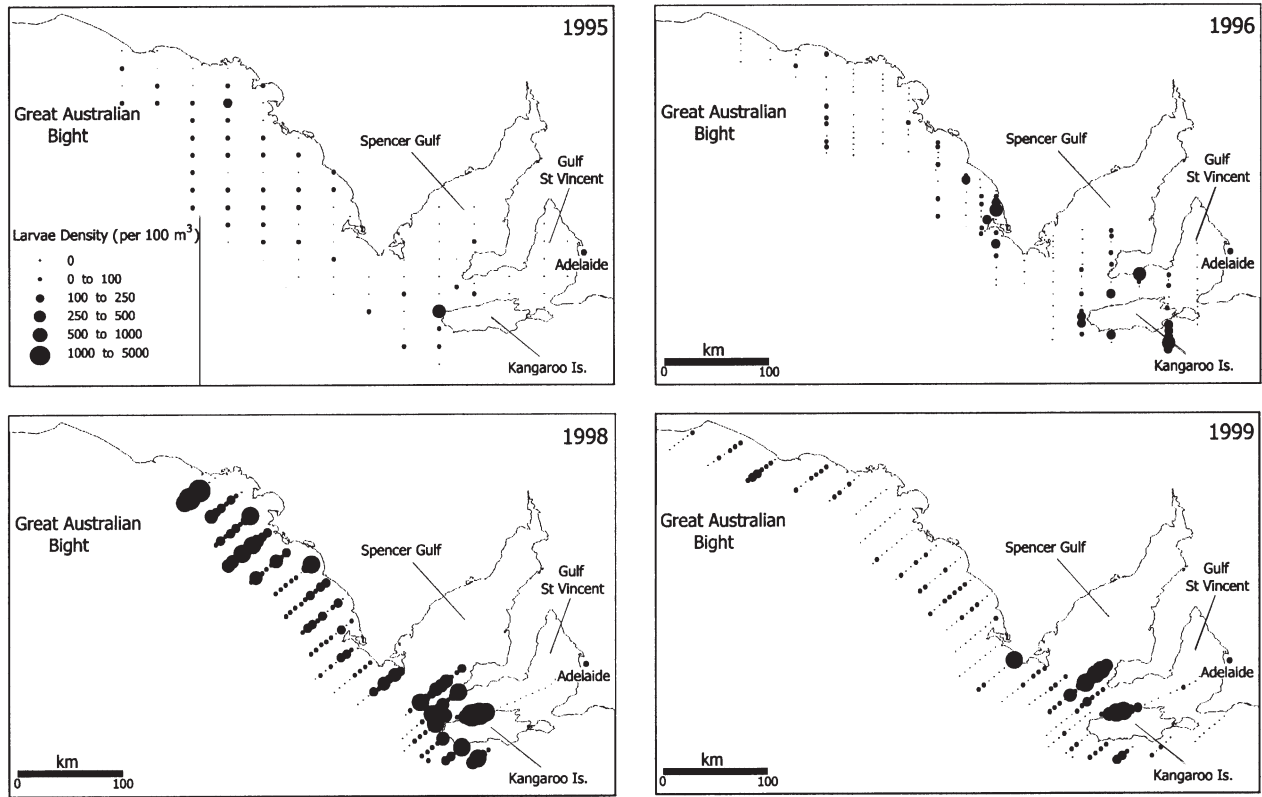 1995
Great Australian
Bight
Spencer Gulf
Gulf
St Vincent
Larvae Density (per 100 m³)
0
0 to 100
100 to 250
250 to 500
500 to 1000
1000 to 5000
Adelaide
Kangaroo Is.
1996
Great Australian
Bight
Spencer Gulf
Gulf
St Vincent
Adelaide
km
0 100
Kangaroo Is.
1998
Great Australian
Bight
Spencer Gulf
Gulf
St Vincent
Adelaide
km
0 100
Kangaroo Is.
1999
Great Australian
Bight
Spencer Gulf
Gulf
St Vincent
Adelaide
km
0 100
Kangaroo Is.